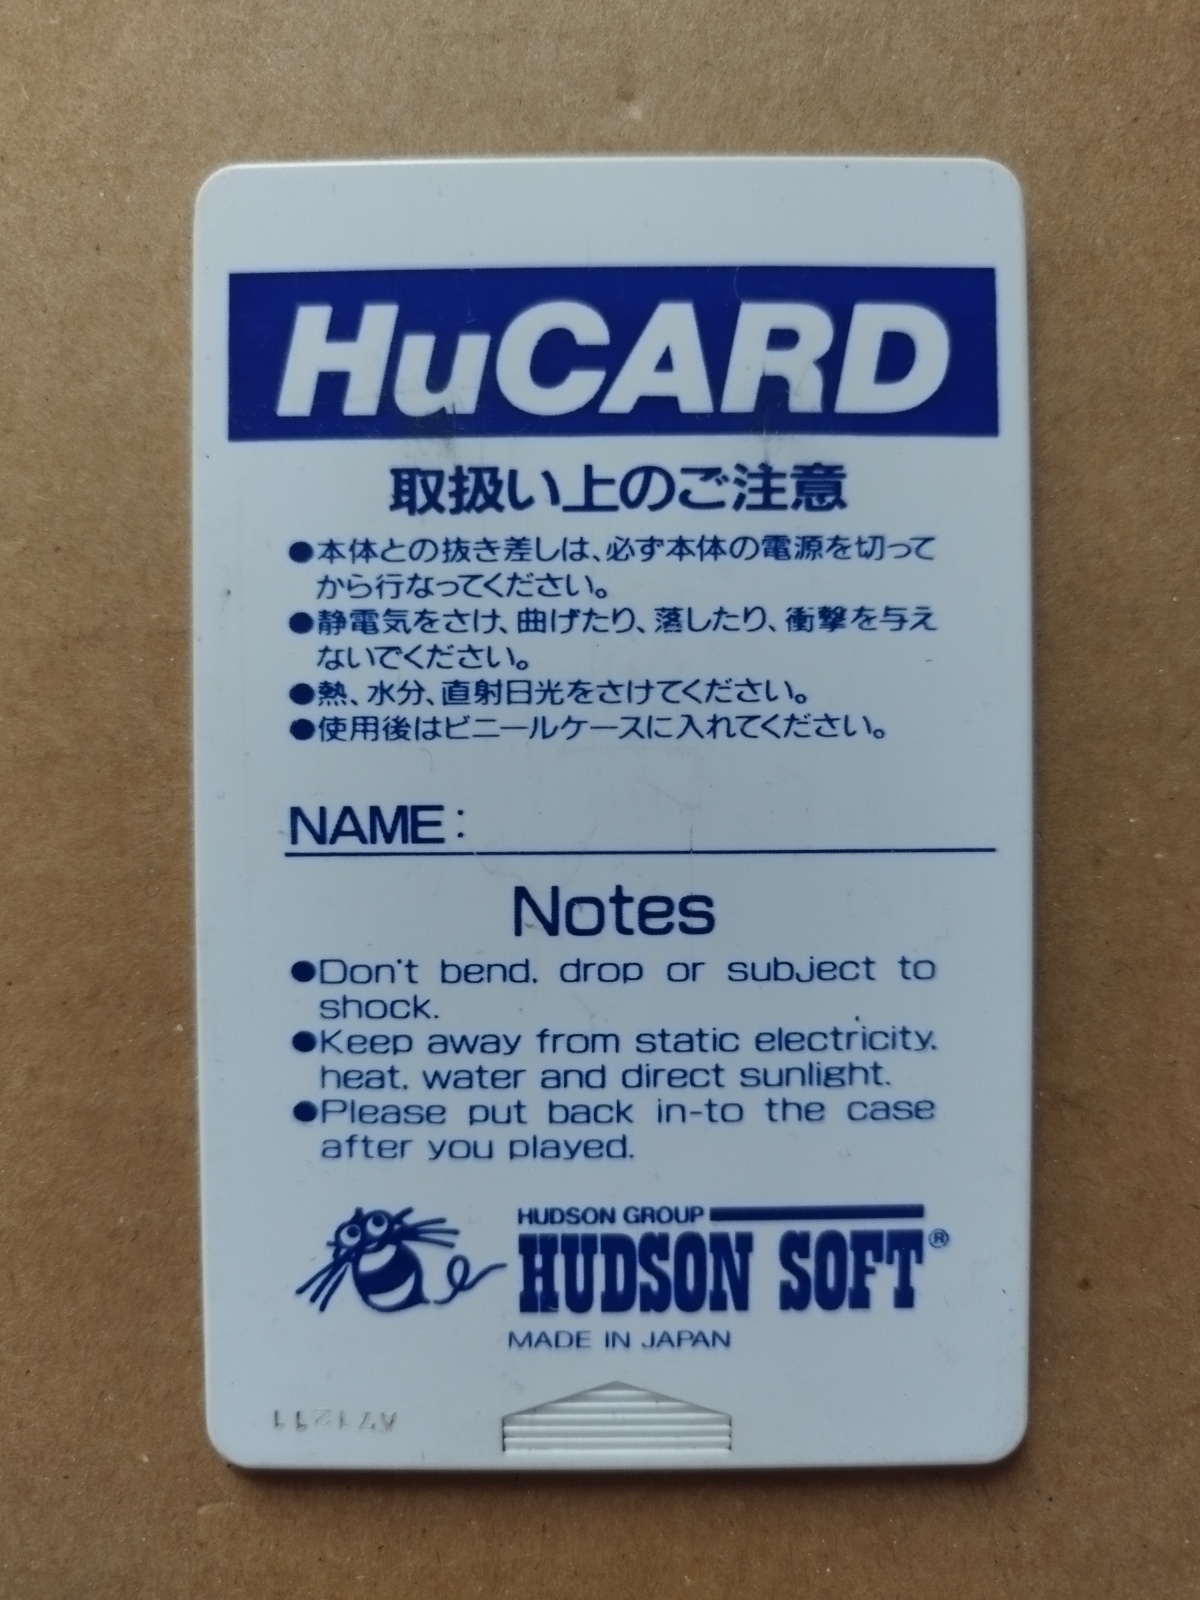 HuCARD
取扱い上のご注意
●本体との抜き差しは、必ず本体の電源を切って
から行なってください。
●静電気をさけ、曲げたり、落したり、衝撃を与え
ないでください。
●熱、水分、直射日光をさけてください。
●使用後はビニールケースに入れてください。
NAME:
Notes
●Don't bend, drop or subject to
shock.
●Keep away from static electricity,
heat, water and direct sunlight.
●Please put back in-to the case
after you played.
HUDSON GROUP
HUDSON SOFT®
MADE IN JAPAN